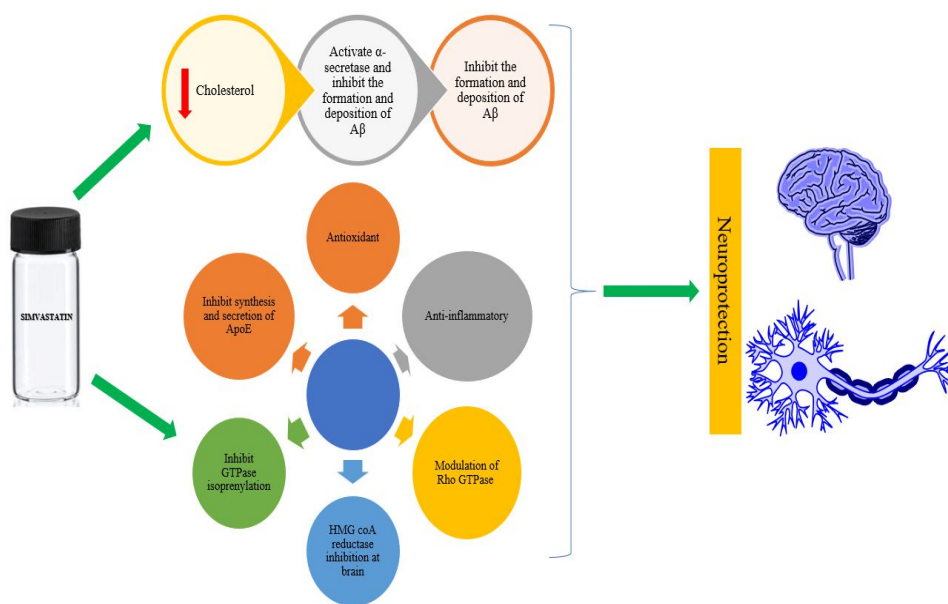 Cholesterol
Activate α-
secretase and
inhibit the
formation and
deposition of
Aβ
Inhibit the
formation and
deposition of
Aβ
SIMVASTATIN
Antioxidant
Inhibit synthesis
and secretion of
ApoE
Anti-inflammatory
Inhibit
GTPase
isoprenylation
Modulation of
Rho GTPase
HMG coA
reductase
inhibition at
brain
Neuroprotection